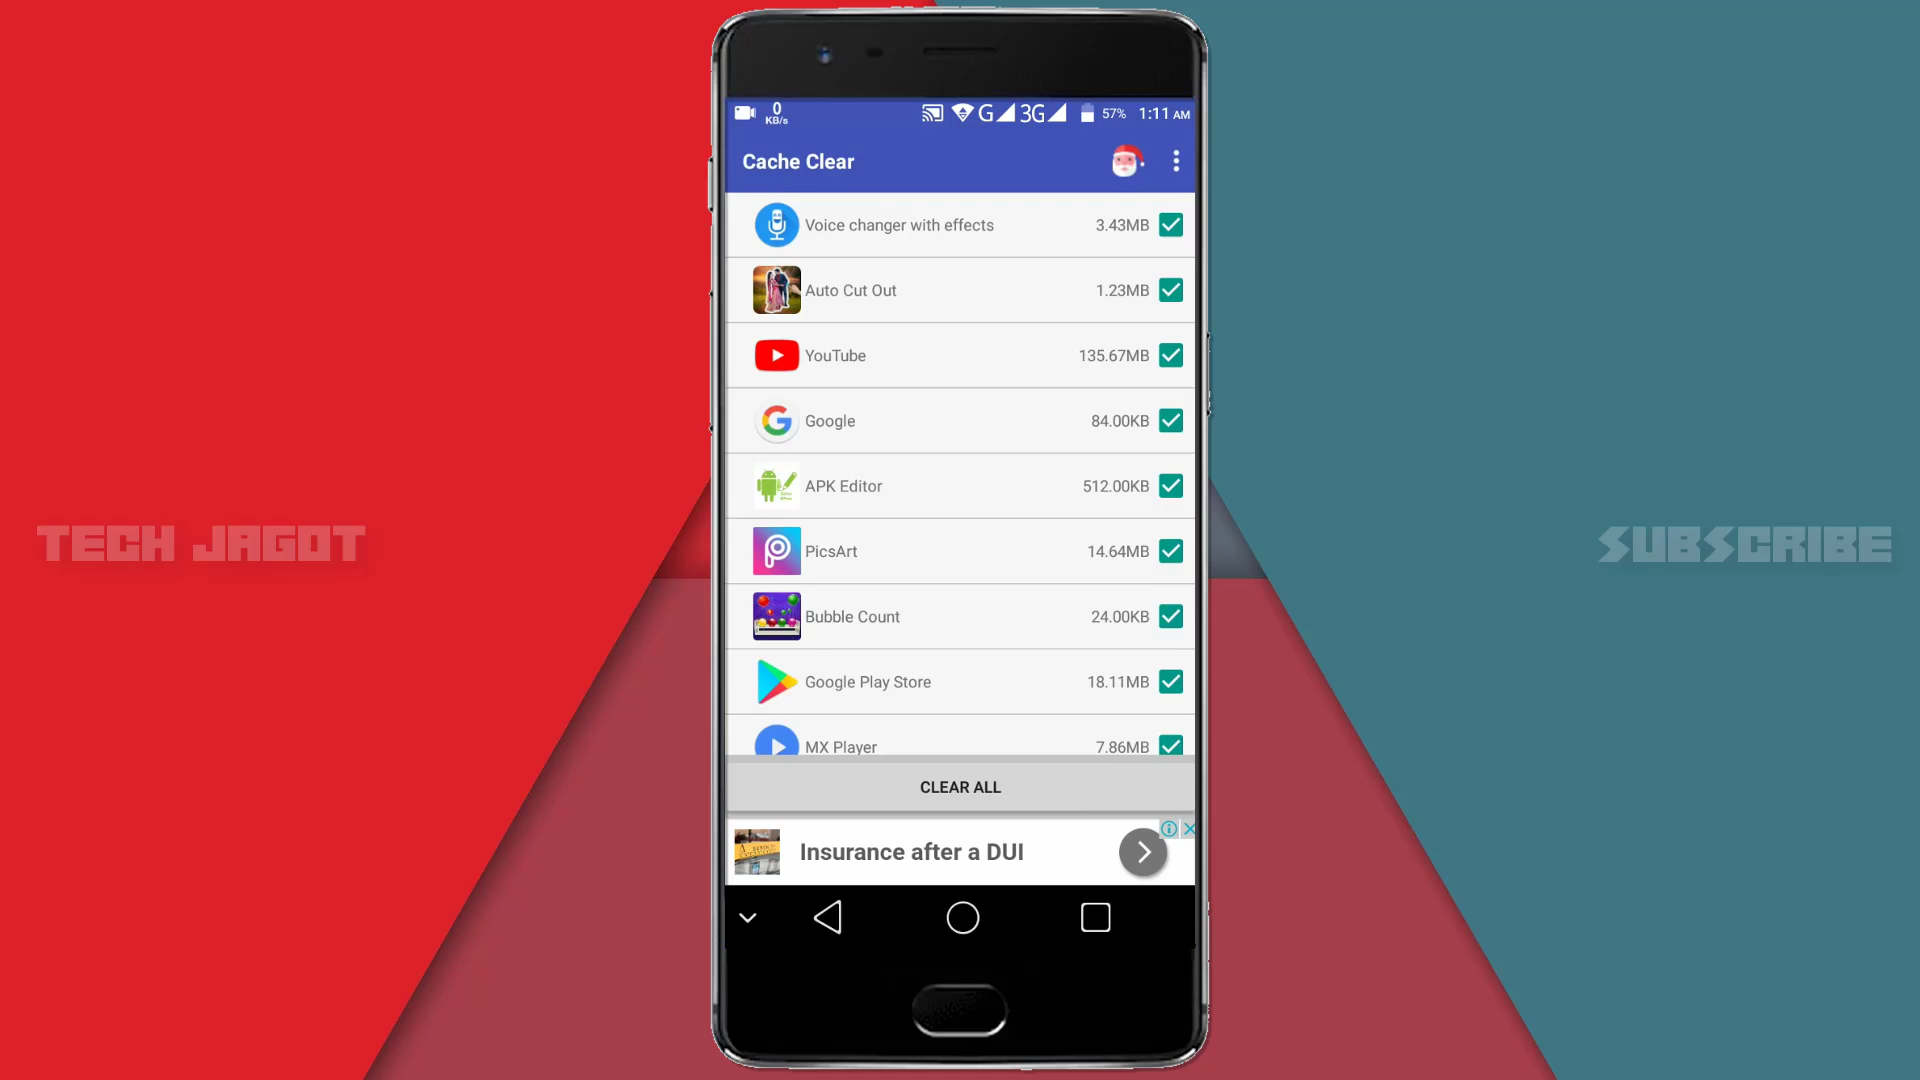 0
KB/s
G 3G 57% 1:11 AM
Cache Clear
Voice changer with effects 3.43MB
Auto Cut Out 1.23MB
YouTube 135.67MB
Google 84.00KB
APK Editor 512.00KB
TECH JAGOT
SUBSCRIBE
PicsArt 14.64MB
Bubble Count 24.00KB
Google Play Store 18.11MB
MX Player 7.86MB
CLEAR ALL
Insurance after a DUI